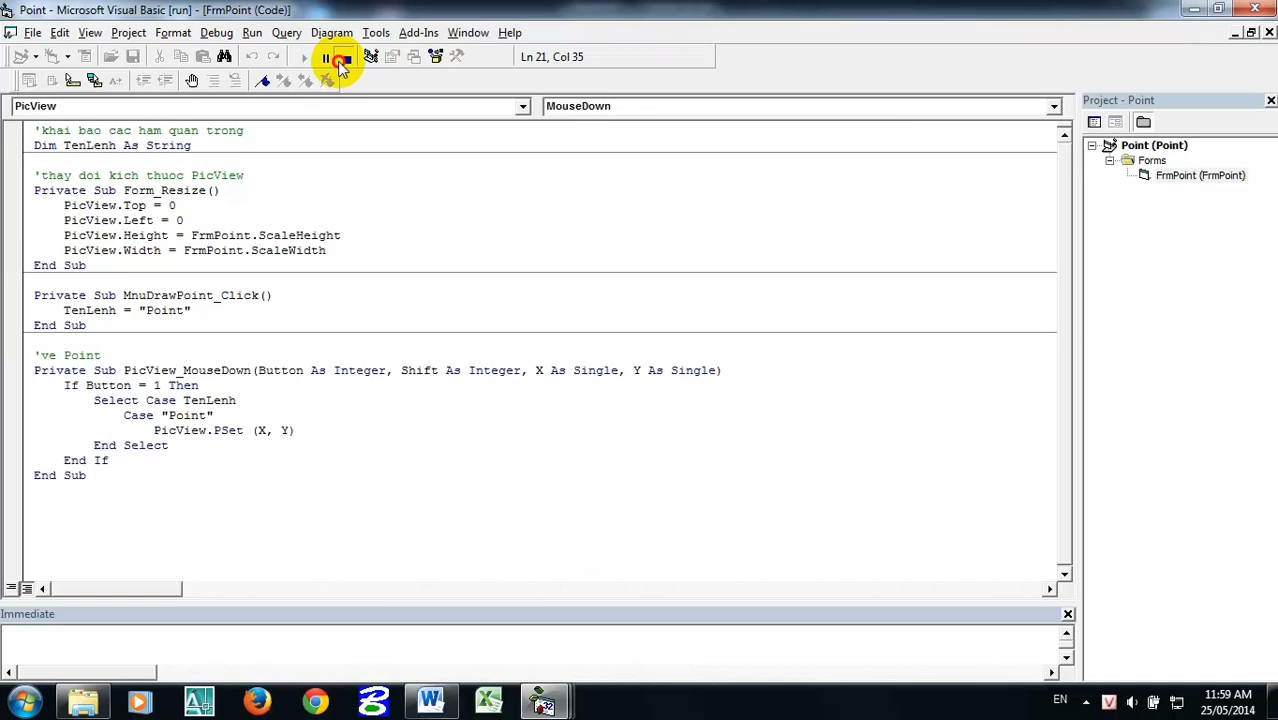 Point - Microsoft Visual Basic [run] - [FrmPoint (Code)]
File Edit View Project Format Debug Run Query Diagram Tools Add-Ins Window Help
Ln 21, Col 35
PicView MouseDown
'khai bao cac ham quan trong
Dim TenLenh As String
'thay doi kich thuoc PicView
Private Sub Form_Resize()
PicView.Top = 0
PicView.Left = 0
PicView.Height = FrmPoint.ScaleHeight
PicView.Width = FrmPoint.ScaleWidth
End Sub
Private Sub MnuDrawPoint_Click()
TenLenh = "Point"
End Sub
've Point
Private Sub PicView_MouseDown(Button As Integer, Shift As Integer, X As Single, Y As Single)
If Button = 1 Then
Select Case TenLenh
Case "Point"
PicView.PSet (X, Y)
End Select
End If
End Sub
Immediate
Project - Point
Point (Point)
Forms
FrmPoint (FrmPoint)
EN
11:59 AM
25/05/2014